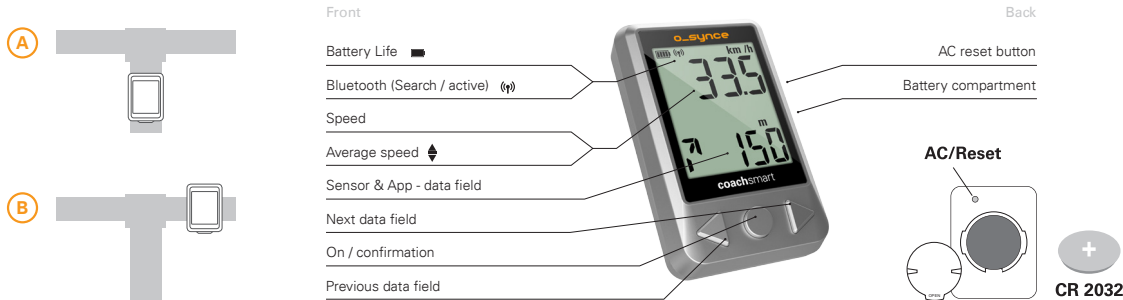 A
B
Front
Back
Battery Life
Bluetooth (Search / active)
Speed
Average speed
Sensor & App - data field
Next data field
On / confirmation
Previous data field
o_synce
km/h
33.5
m
150
coachsmart
AC reset button
Battery compartment
AC/Reset
OPEN
+
CR 2032